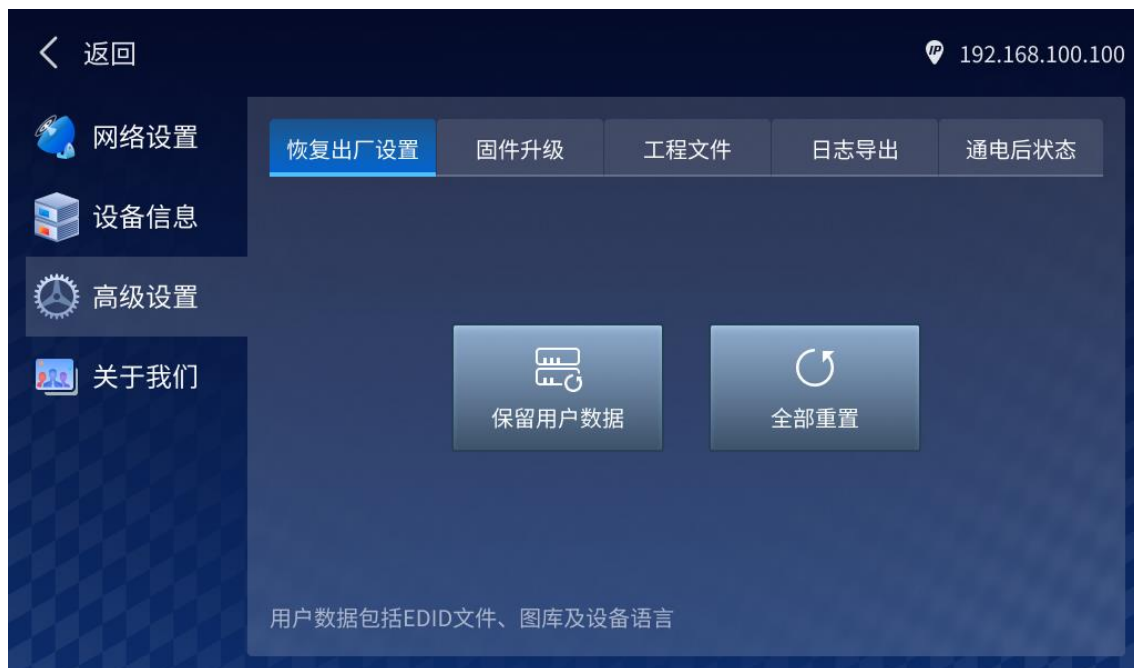 返回
IP 192.168.100.100
网络设置
设备信息
高级设置
关于我们
恢复出厂设置 固件升级 工程文件 日志导出 通电后状态
保留用户数据 全部重置
用户数据包括EDID文件、图库及设备语言